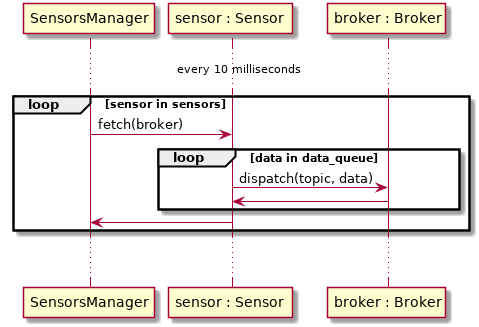 SensorsManager
sensor : Sensor
broker : Broker
every 10 milliseconds
loop [sensor in sensors]
fetch(broker)
loop [data in data_queue]
dispatch(topic, data)
SensorsManager
sensor : Sensor
broker : Broker